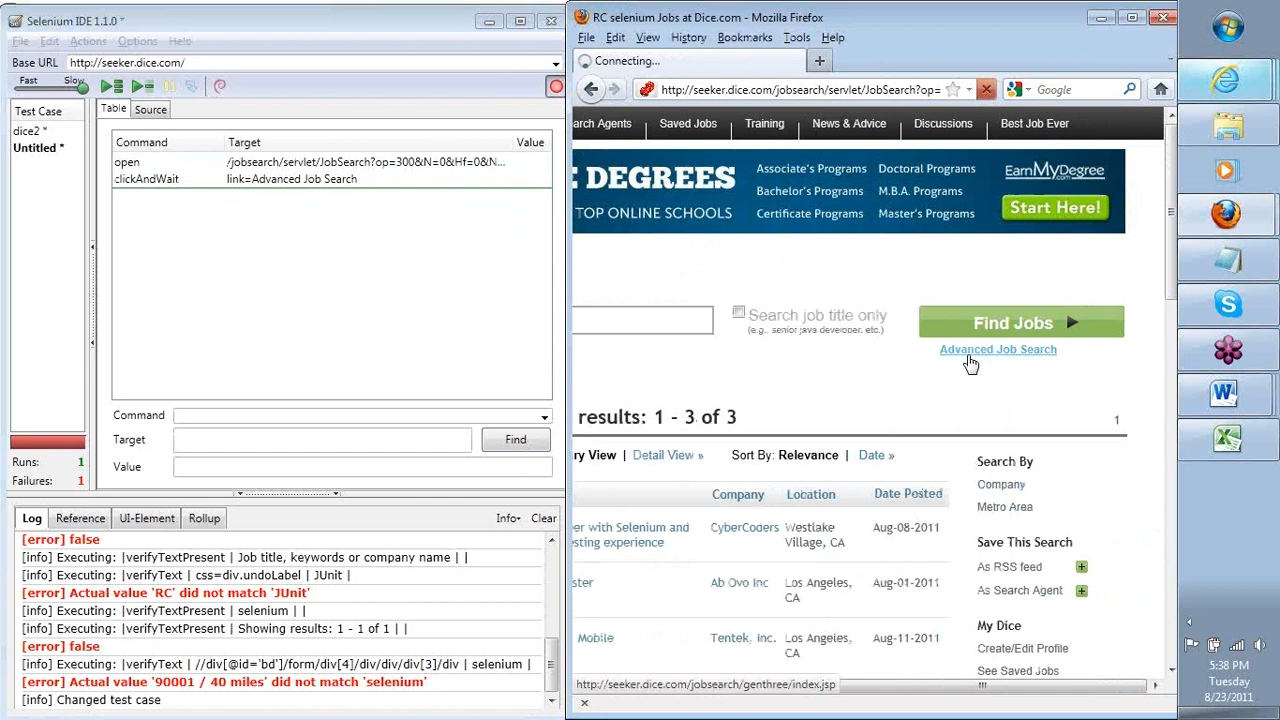 Selenium IDE 1.1.0 *
File Edit Actions Options Help
Base URL http://seeker.dice.com/
Fast Slow
Test Case
dice2 *
Untitled *
Table Source
Command Target Value
open /jobsearch/servlet/JobSearch?op=300&N=0&Hf=0&N...
:lickAndWait link=Advanced Job Search
Command
Target Find
Value
Runs: 1
Failures: 1
Log Reference UI-Element Rollup Info Clear
[error] false
[info] Executing: |verifyTextPresent | Job title, keywords or company name | |
[info] Executing: |verifyText | css=div.undoLabel | JUnit |
[error] Actual value 'RC' did not match 'JUnit'
[info] Executing: |verifyTextPresent | selenium | |
[info] Executing: |verifyTextPresent | Showing results: 1 - 1 of 1 | |
[error] false
[info] Executing: |verifyText | //div[@id='bd']/form/div[4]/div/div/div[3]/div | selenium |
[error] Actual value '90001 / 40 miles' did not match 'selenium'
[info] Changed test case
RC selenium Jobs at Dice.com - Mozilla Firefox
File Edit View History Bookmarks Tools Help
Connecting...
http://seeker.dice.com/jobsearch/servlet/JobSearch?op= Google
arch Agents Saved Jobs Training News & Advice Discussions Best Job Ever
E DEGREES
TOP ONLINE SCHOOLS
Associate's Programs Doctoral Programs
Bachelor's Programs M.B.A. Programs
Certificate Programs Master's Programs
EarnMyDegree
Start Here!
Search job title only
(e.g., senior java developer, etc.)
Find Jobs
Advanced Job Search
results: 1 - 3 of 3 1
ry View | Detail View » Sort By: Relevance | Date »
Company Location Date Posted
er with Selenium and
sting experience
CyberCoders Westlake
Village, CA
Aug-08-2011
ster Ab Ovo Inc Los Angeles,
CA
Aug-01-2011
Mobile Tentek, Inc. Los Angeles,
CA
Aug-11-2011
Search By
Company
Metro Area
Save This Search
As RSS feed
As Search Agent
My Dice
Create/Edit Profile
See Saved Jobs
http://seeker.dice.com/jobsearch/genthree/index.jsp
5:38 PM
Tuesday
8/23/2011